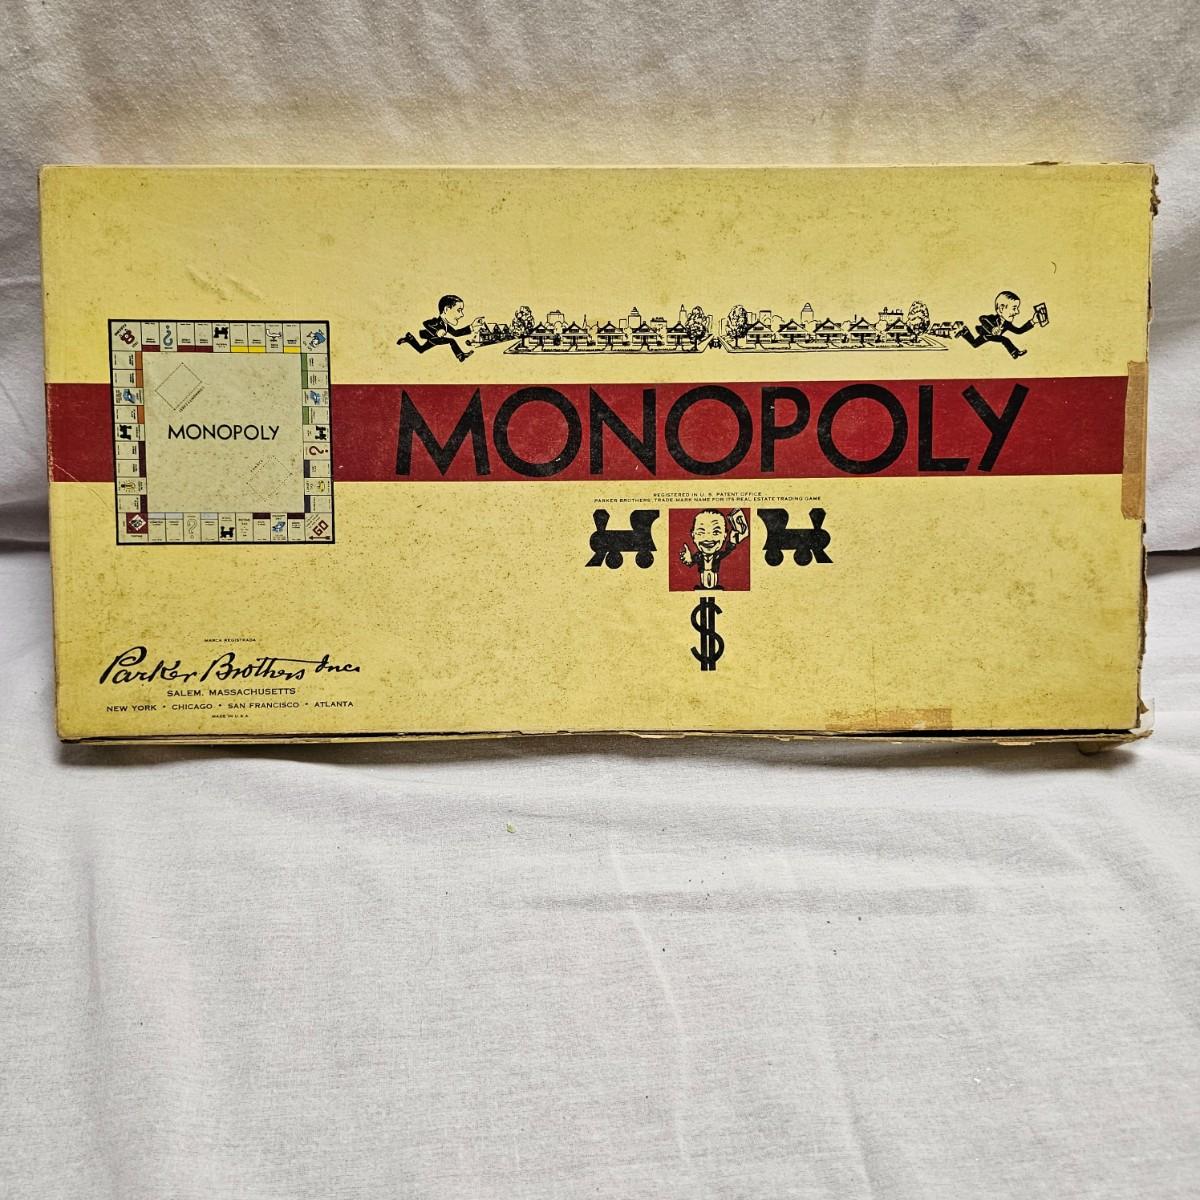 MONOPOLY
REGISTERED IN U. S. PATENT OFFICE
PARKER BROTHERS TRADE-MARK NAME FOR ITS REAL ESTATE TRADING GAME
$
MONOPOLY
GO
MARCA REGISTRADA
Parker Brothers Inc.
SALEM, MASSACHUSETTS
NEW YORK • CHICAGO • SAN FRANCISCO • ATLANTA
MADE IN U.S.A.